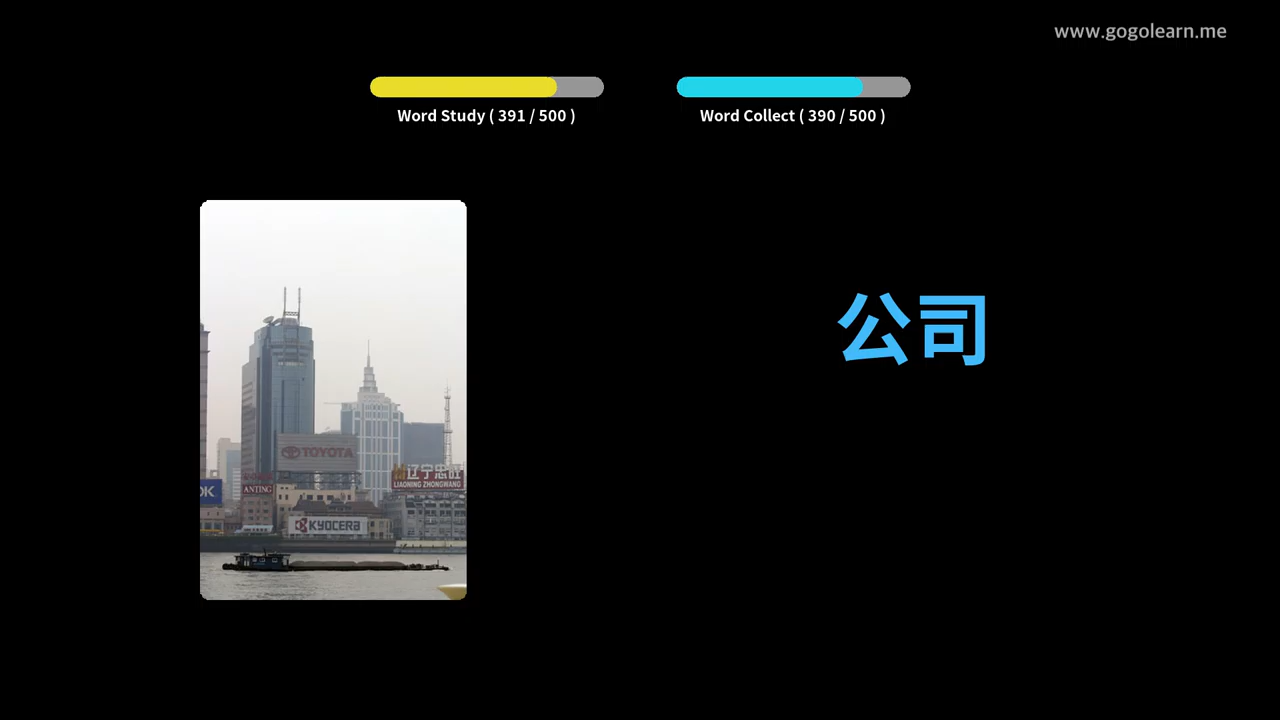 www.gogolearn.me
Word Study ( 391 / 500 )
Word Collect ( 390 / 500 )
公司
TOYOTA
辽宁忠旺
LIAONING ZHONGWANG
OK
ANTING
KYOCERA